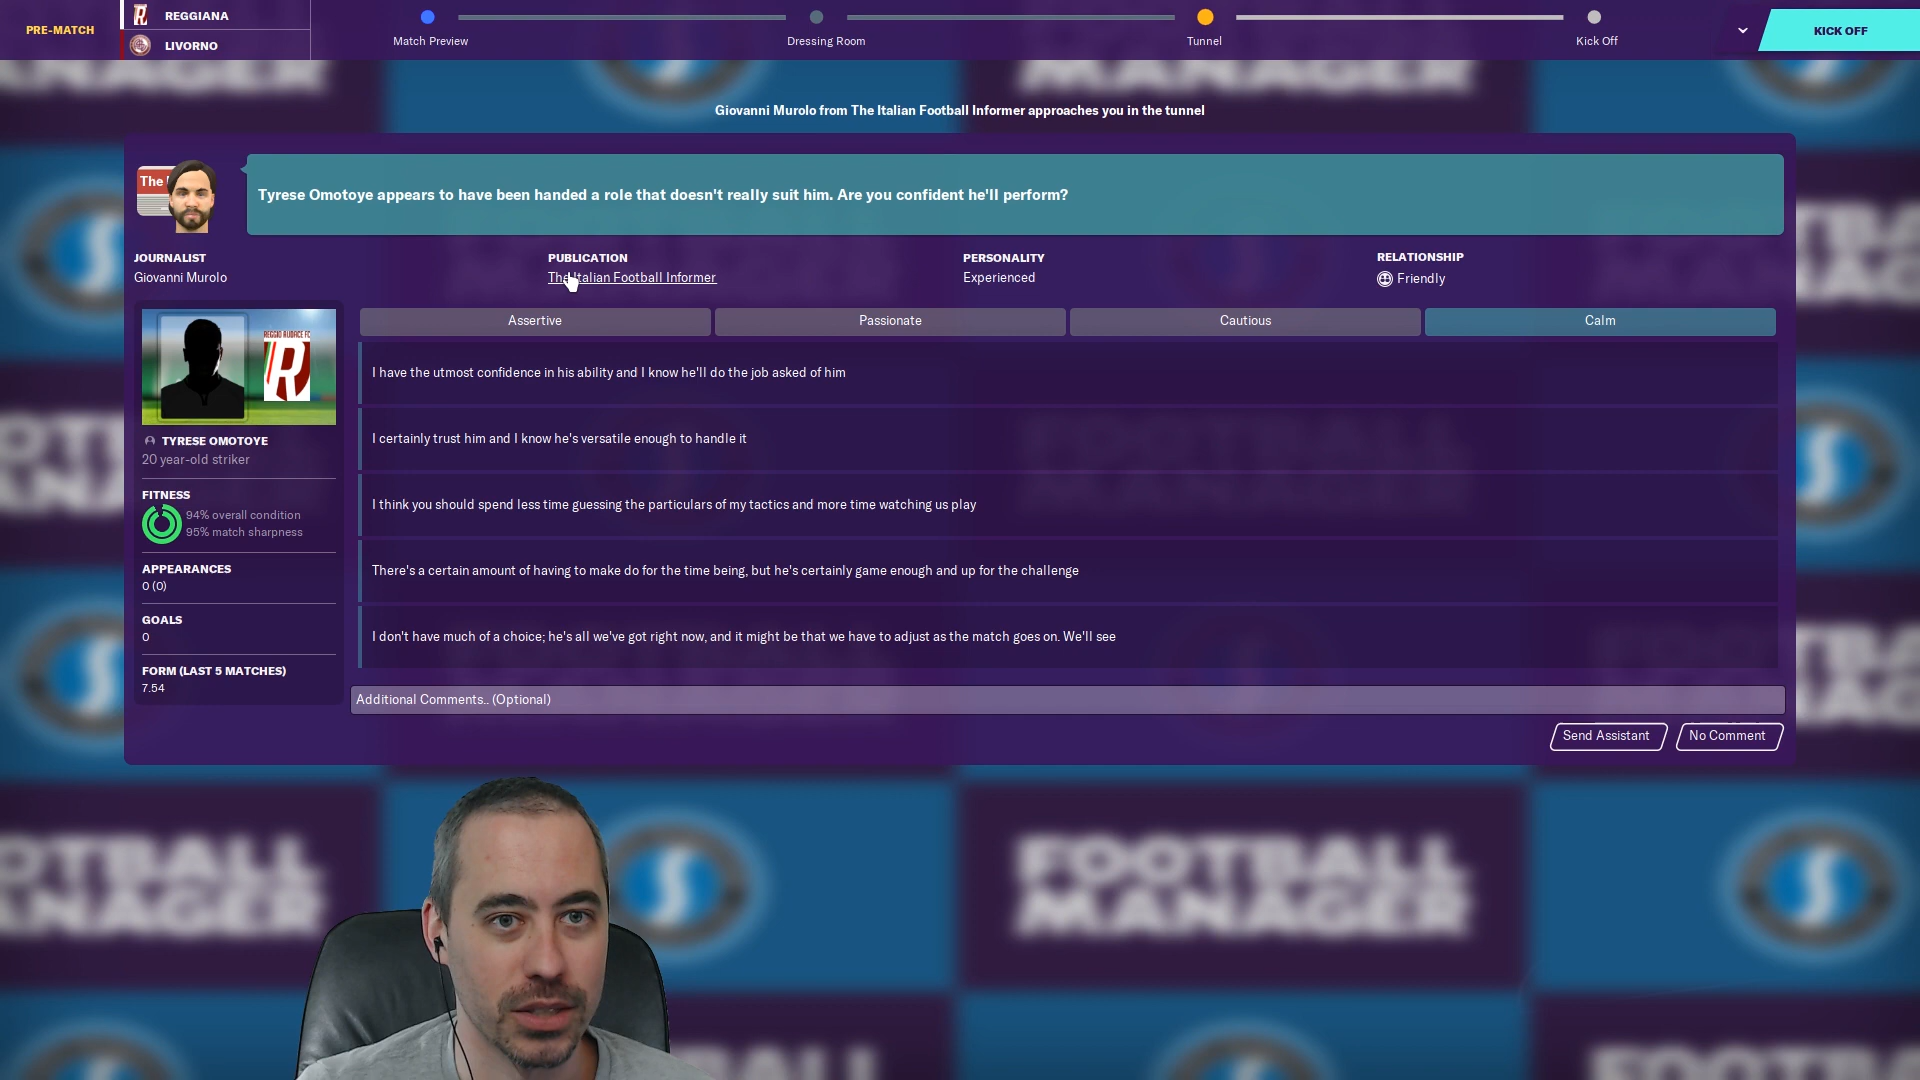 PRE-MATCH
REGGIANA
LIVORNO
Match Preview
Dressing Room
Tunnel
Kick Off
KICK OFF
Giovanni Murolo from The Italian Football Informer approaches you in the tunnel
The
Tyrese Omotoye appears to have been handed a role that doesn't really suit him. Are you confident he'll perform?
JOURNALIST
Giovanni Murolo
PUBLICATION
The Italian Football Informer
PERSONALITY
Experienced
RELATIONSHIP
Friendly
Assertive
Passionate
Cautious
Calm
REGGIO AUDACE FC
R
TYRESE OMOTOYE
20 year-old striker
FITNESS
94% overall condition
95% match sharpness
APPEARANCES
0 (0)
GOALS
0
FORM (LAST 5 MATCHES)
7.54
I have the utmost confidence in his ability and I know he'll do the job asked of him
I certainly trust him and I know he's versatile enough to handle it
I think you should spend less time guessing the particulars of my tactics and more time watching us play
There's a certain amount of having to make do for the time being, but he's certainly game enough and up for the challenge
I don't have much of a choice; he's all we've got right now, and it might be that we have to adjust as the match goes on. We'll see
Additional Comments.. (Optional)
Send Assistant
No Comment
FOOTBALL
MANAGER